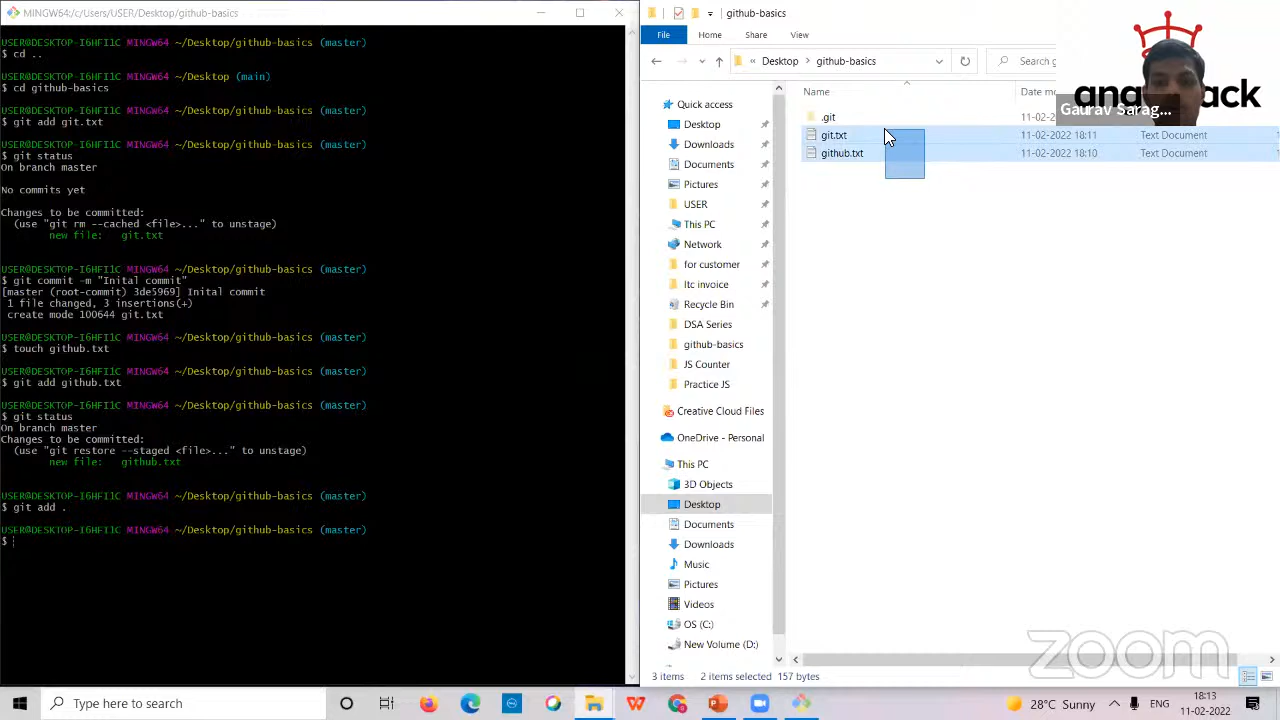 MINGW64:/c/Users/USER/Desktop/github-basics
USER@DESKTOP-I6HFI1C MINGW64 ~/Desktop/github-basics (master)
$ cd ..
USER@DESKTOP-I6HFI1C MINGW64 ~/Desktop (main)
$ cd github-basics
USER@DESKTOP-I6HFI1C MINGW64 ~/Desktop/github-basics (master)
$ git add git.txt
USER@DESKTOP-I6HFI1C MINGW64 ~/Desktop/github-basics (master)
$ git status
On branch master
No commits yet
Changes to be committed:
(use "git rm --cached <file>..." to unstage)
new file: git.txt
USER@DESKTOP-I6HFI1C MINGW64 ~/Desktop/github-basics (master)
$ git commit -m "Inital commit"
[master (root-commit) 3de5969] Inital commit
1 file changed, 3 insertions(+)
create mode 100644 git.txt
USER@DESKTOP-I6HFI1C MINGW64 ~/Desktop/github-basics (master)
$ touch github.txt
USER@DESKTOP-I6HFI1C MINGW64 ~/Desktop/github-basics (master)
$ git add github.txt
USER@DESKTOP-I6HFI1C MINGW64 ~/Desktop/github-basics (master)
$ git status
On branch master
Changes to be committed:
(use "git restore --staged <file>..." to unstage)
new file: github.txt
USER@DESKTOP-I6HFI1C MINGW64 ~/Desktop/github-basics (master)
$ git add .
USER@DESKTOP-I6HFI1C MINGW64 ~/Desktop/github-basics (master)
$
github-basics
File Home Share View
Desktop github-basics
Search g
Name Date mo
Quick access
Desktop
Downloads
Documents
Pictures
USER
This PC
Network
for customer
ltc invoice
Recycle Bin
DSA Series
github-basics
JS Counter
Practice JS
Creative Cloud Files
OneDrive - Personal
This PC
3D Objects
Desktop
Documents
Downloads
Music
Pictures
Videos
OS (C:)
New Volume (D:)
.git 11-02-2
git.txt 11-02-2022 18:11 Text Document
github.txt 11-02-2022 18:10 Text Document
Gaurav Sarag...
zoom
3 items 2 items selected 157 bytes
Type here to search
28°C Sunny
ENG
18:13
11-02-2022